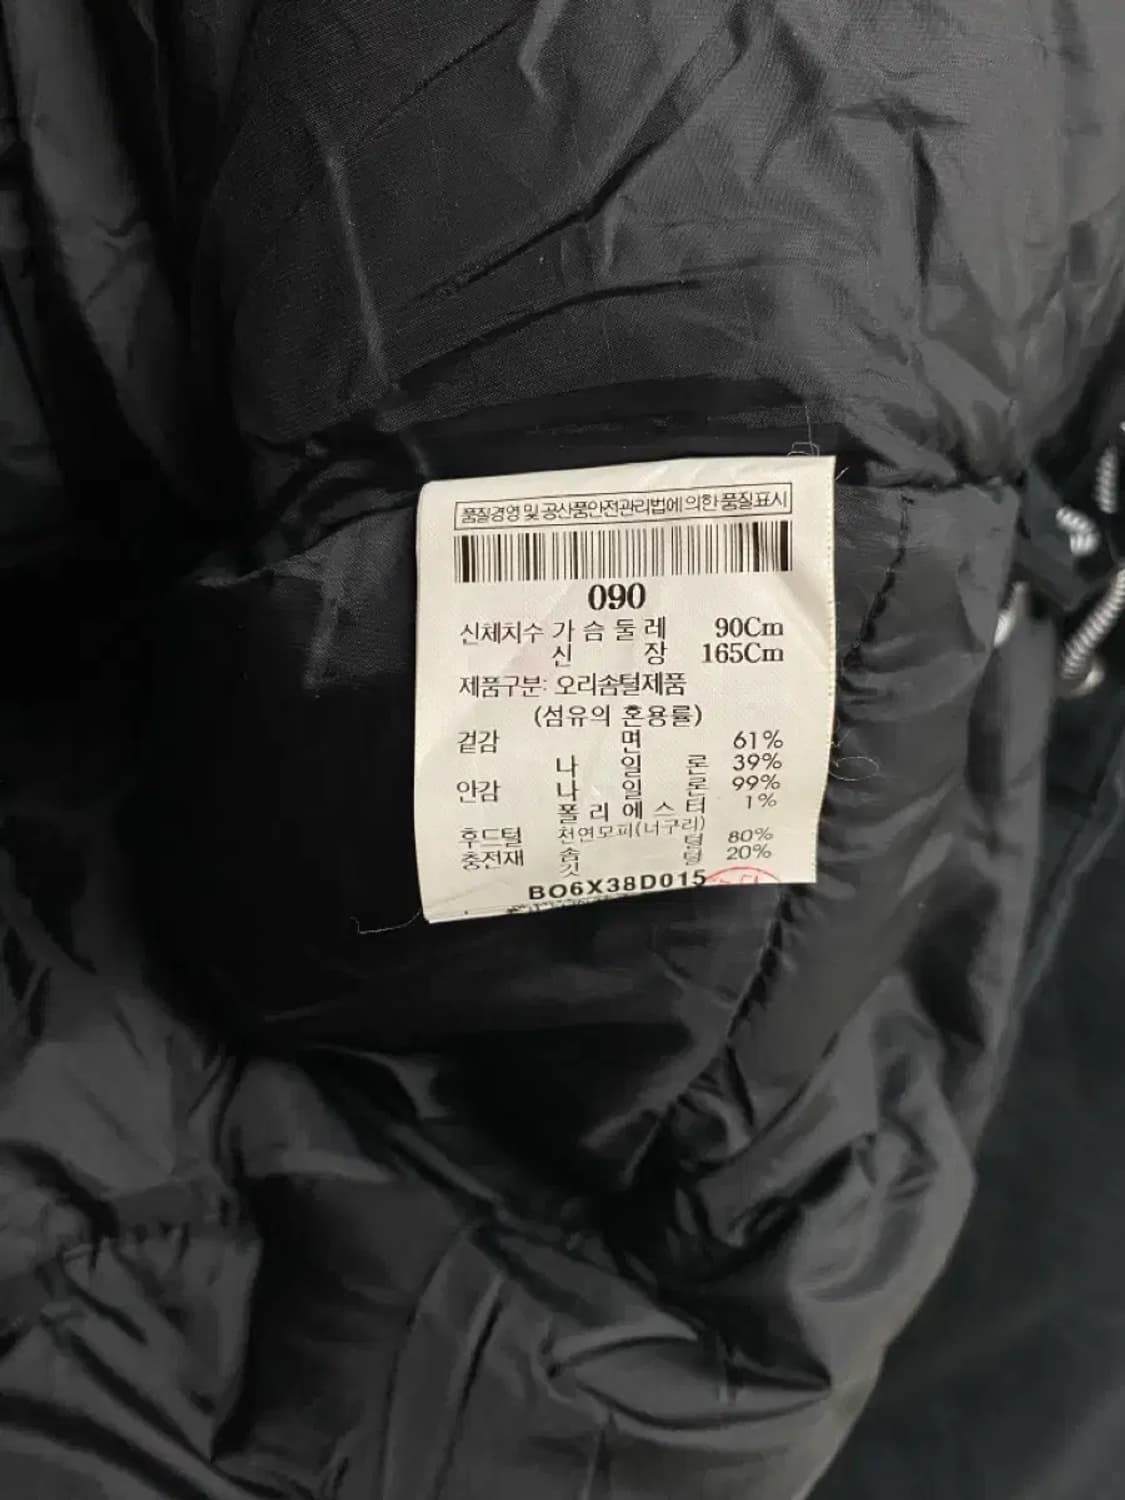 품질경영 및 공산품안전관리법에 의한 품질표시
090
신체치수 가슴둘레 90Cm
신장 165Cm
제품구분: 오리솜털제품
(섬유의 혼용률)
겉감 면 61%
나일론 39%
안감 나일론 99%
폴리에스터 1%
후드털 천연모피(너구리)
충전재 솜털 80%
깃털 20%
BO6X38D015